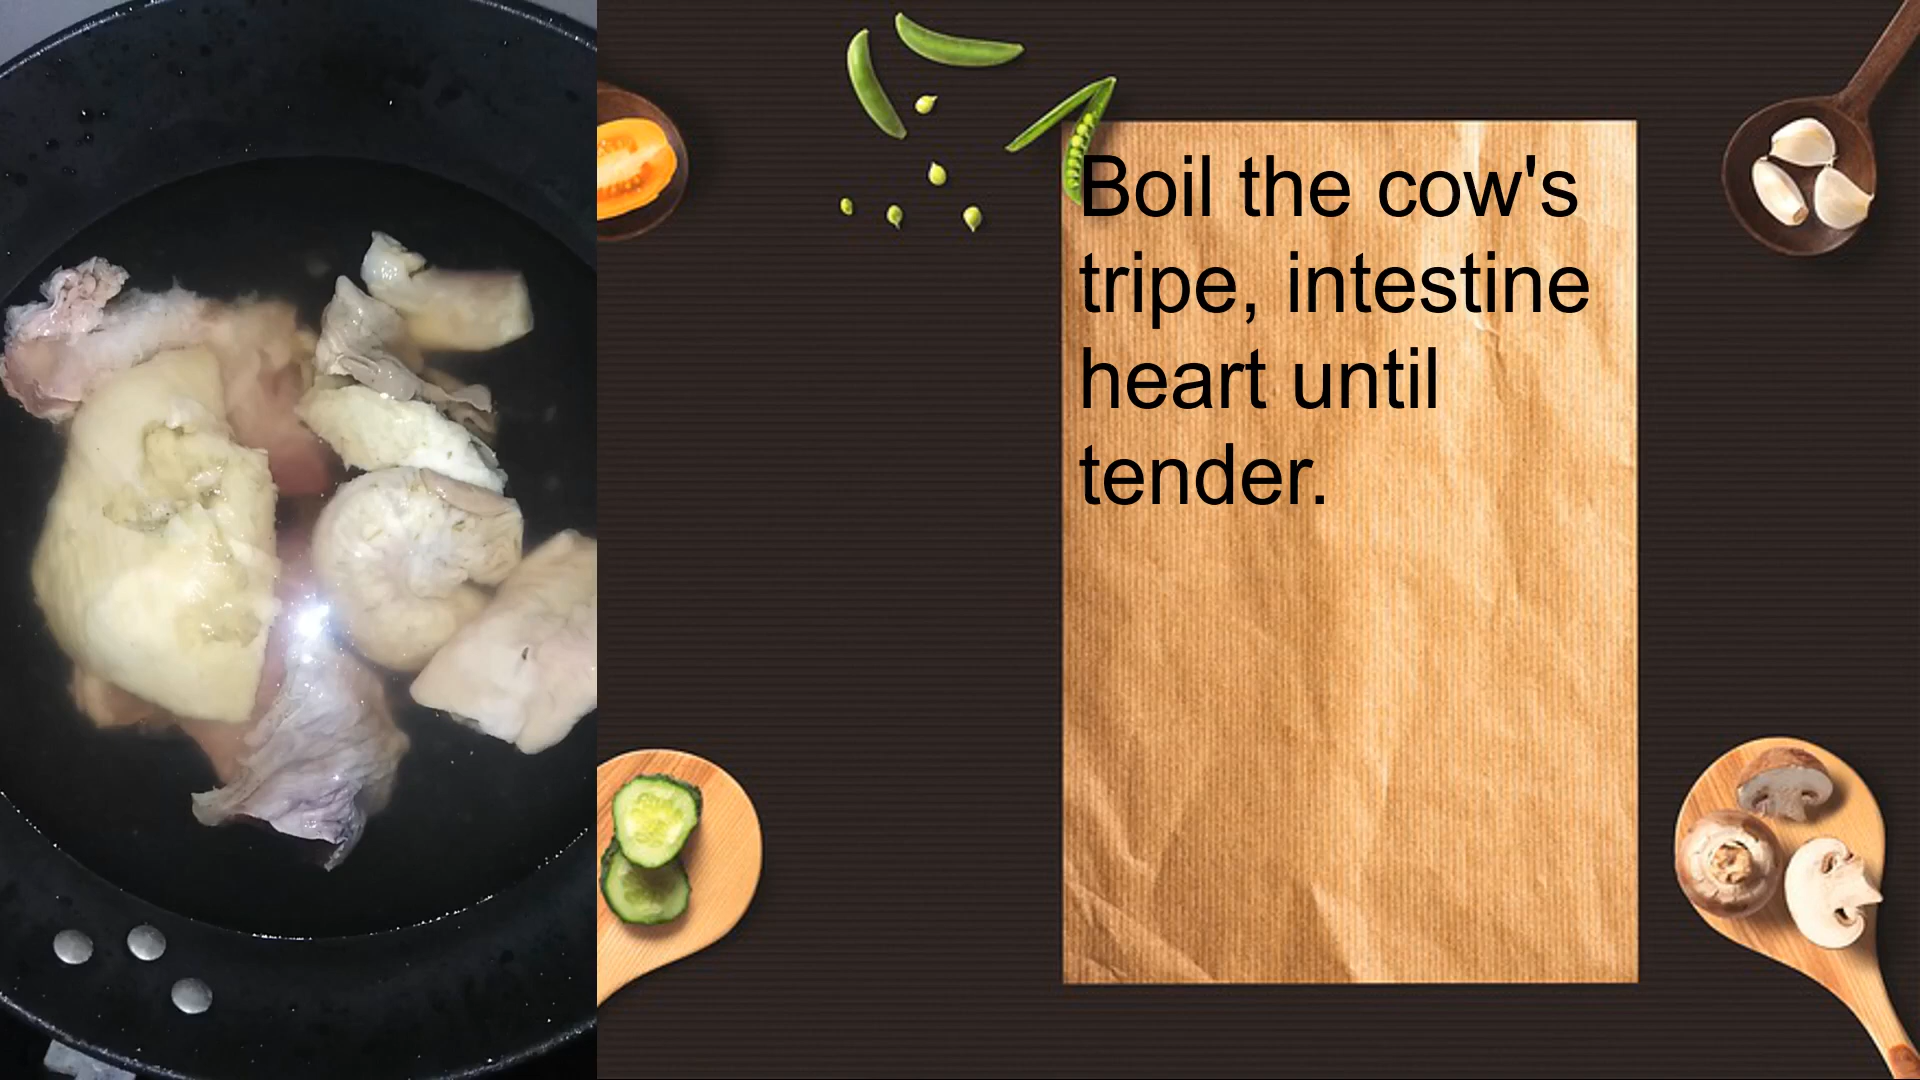 Boil the cow's
tripe, intestine
heart until
tender.